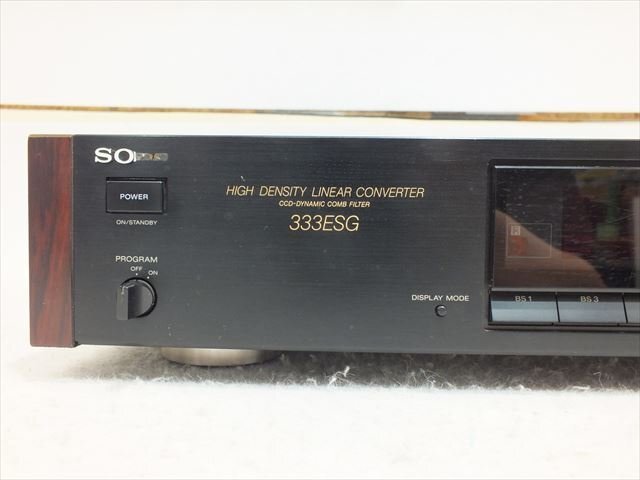 SO
POWER
ON/STANDBY
HIGH DENSITY LINEAR CONVERTER
CCD-DYNAMIC COMB FILTER
333ESG
PROGRAM
OFF ON
DISPLAY MODE
BS 1
BS 3